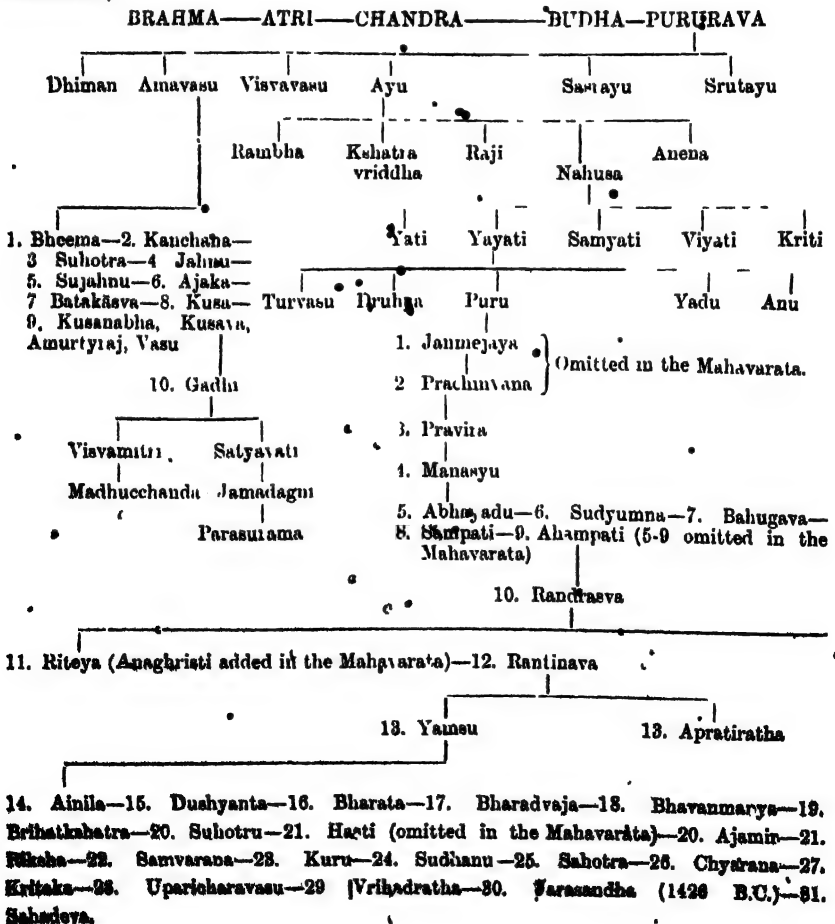 BRAHMA—ATRI—CHANDRA—BUDHA—PURURAVA
Dhiman Amavasu Visvavasu Ayu Satayu Srutayu
Rambha Kshatra Raji Nahusa Anena
vriddha
1. Bheema—2. Kanchana— Yati Yayati Samyati Viyati Kriti
3 Suhotra—4 Jahnu—
5. Sujahnu—6. Ajaka—
7 Batakasva—8. Kusa— Turvasu Druhya Puru Yadu Anu
9. Kusanabha, Kusava,
Amurtyraj, Vasu
1. Janmejaya
Omitted in the Mahavarata.
10. Gadhi
2 Prachinvana
3. Pravira
Visvamitri. Satyavati
4. Manasyu
Madhucchanda Jamadagni
5. Abhayadu—6. Sudyumna—7. Bahugava—
Parasurama
8. Sampati—9. Ahampati (5-9 omitted in the
Mahavarata)
10. Randrasva
11. Riteya (Anaghristi added in the Mahavarata)—12. Rantinava
13. Yamsu 13. Apratiratha
14. Ainila—15. Dushyanta—16. Bharata—17. Bharadvaja—18. Bhavanmanya—19.
Brihatkshatra—20. Suhotru—21. Hasti (omitted in the Mahavarata)—20. Ajamir—21.
Riksha—22. Samvarana—23. Kuru—24. Sudhanu—25. Sahotra—26. Chyavana—27.
Kritaka—28. Uparicharavasu—29 Vrihadratha—30. Jarasandha (1426 B.C.)—31.
Sahadeva.